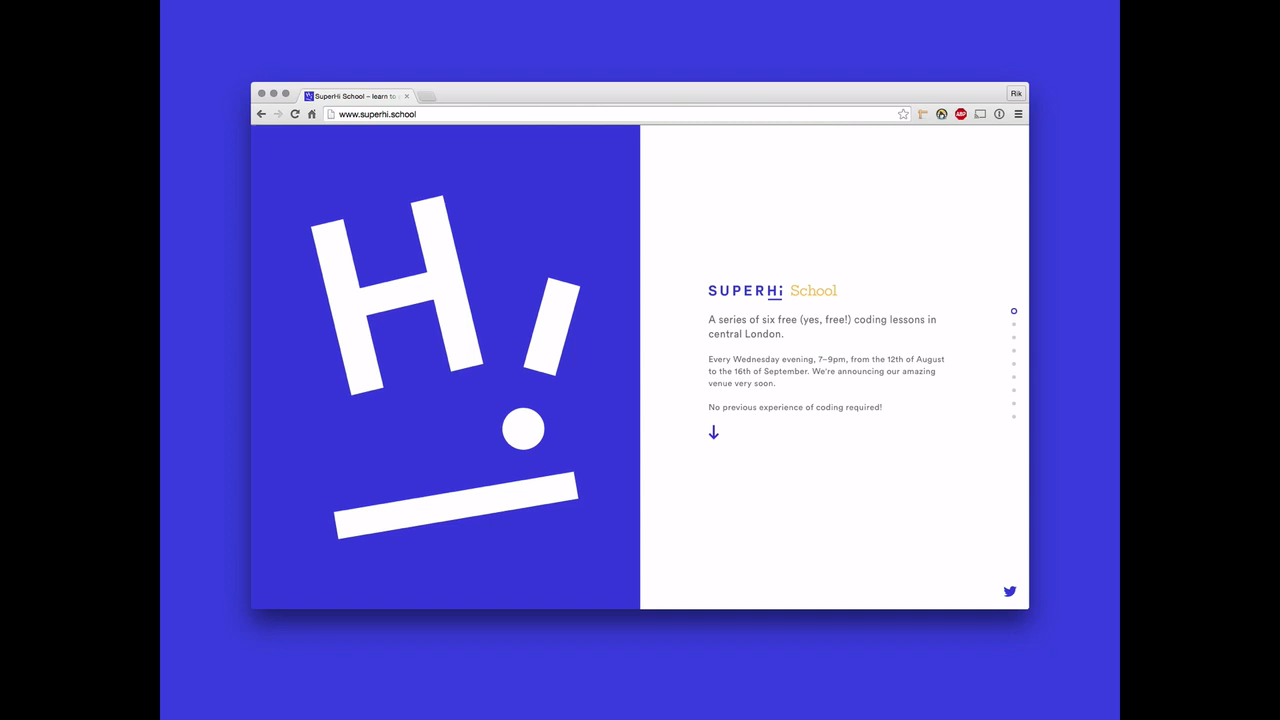 SuperHi School – learn to
Rik
www.superhi.school
ABP
Hi
SUPERHi School
A series of six free (yes, free!) coding lessons in
central London.
Every Wednesday evening, 7–9pm, from the 12th of August
to the 16th of September. We're announcing our amazing
venue very soon.
No previous experience of coding required!